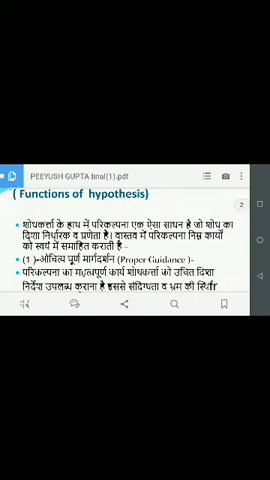 PEEYUSH GUPTA final(1).pdf
( Functions of hypothesis)
2
शोधकर्त्ता के हाथ में परिकल्पना एक ऐसा साधन है जो शोध का
दिशा निर्धारक व प्रणेता है। वास्तव में परिकल्पना निम्न कार्यों
को स्वयं में समाहित कराती है –
(1 )-औचित्य पूर्ण मार्गदर्शन (Proper Guidance )-
परिकल्पना का महत्वपूर्ण कार्य शोधकर्त्ता को उचित दिशा
निर्देश उपलब्ध कराना है इससे संदिग्धता व भ्रम की स्थिति